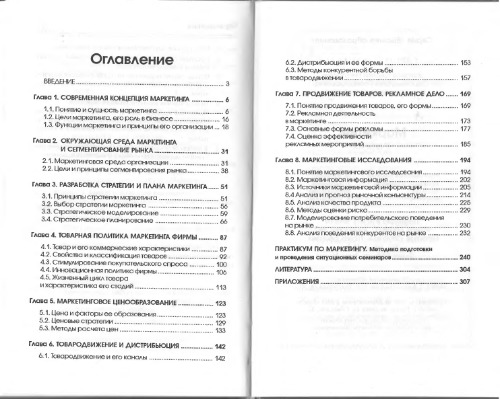 Оглавление
ВВЕДЕНИЕ 3
Глава 1. СОВРЕМЕННАЯ КОНЦЕПЦИЯ МАРКЕТИНГА 6
1.1. Понятие и сущность маркетинга 6
1.2. Цели маркетинга, его роль в бизнесе 16
1.3. Функции маркетинга и принципы его организации 18
Глава 2. ОКРУЖАЮЩАЯ СРЕДА МАРКЕТИНГА
И СЕГМЕНТИРОВАНИЕ РЫНКА 31
2.1. Маркетинговая среда организации 31
2.2. Цели и принципы сегментирования рынка 38
Глава 3. РАЗРАБОТКА СТРАТЕГИИ И ПЛАНА МАРКЕТИНГА 51
3.1. Принципы стратегии маркетинга 51
3.2. Выбор стратегии маркетинга 54
3.3. Стратегическое моделирование 59
3.4. Стратегическое планирование 66
Глава 4. ТОВАРНАЯ ПОЛИТИКА МАРКЕТИНГА ФИРМЫ 87
4.1. Товар и его коммерческие характеристики 87
4.2. Свойства и классификация товаров 92
4.3. Стимулирование покупательского спроса 100
4.4. Инновационная политика фирмы 106
4.5. Жизненный цикл товара
и характеристика его стадий 113
Глава 5. МАРКЕТИНГОВОЕ ЦЕНООБРАЗОВАНИЕ 123
5.1. Цена и факторы ее образования 123
5.2. Ценовые стратегии 129
5.3. Методы расчета цен 133
Глава 6. ТОВАРОДВИЖЕНИЕ И ДИСТРИБЬЮЦИЯ 142
6.1. Товародвижение и его каналы 142
6.2. Дистрибьюция и ее формы 153
6.3. Методы конкурентной борьбы
в товародвижении 157
Глава 7. ПРОДВИЖЕНИЕ ТОВАРОВ. РЕКЛАМНОЕ ДЕЛО 169
7.1. Понятие продвижения товаров, его формы 169
7.2. Рекламная деятельность
в маркетинге 173
7.3. Основные формы рекламы 177
7.4. Оценка эффективности
рекламных мероприятий 185
Глава 8. МАРКЕТИНГОВЫЕ ИССЛЕДОВАНИЯ 194
8.1. Понятие маркетингового исследования 194
8.2. Маркетинговая информация 198
8.3. Источники маркетинговой информации 205
8.4. Анализ и прогноз рыночной конъюнктуры
8.5. Анализ качества продукта
8.6. Методы оценки риска 229
8.7. Моделирование потребительского поведения
на рынке 230
8.8. Анализ поведения конкурентов на рынке 232
ПРАКТИКУМ ПО МАРКЕТИНГУ. Методика подготовки
и проведения ситуационных семинаров 240
ЛИТЕРАТУРА 304
ПРИЛОЖЕНИЯ 307